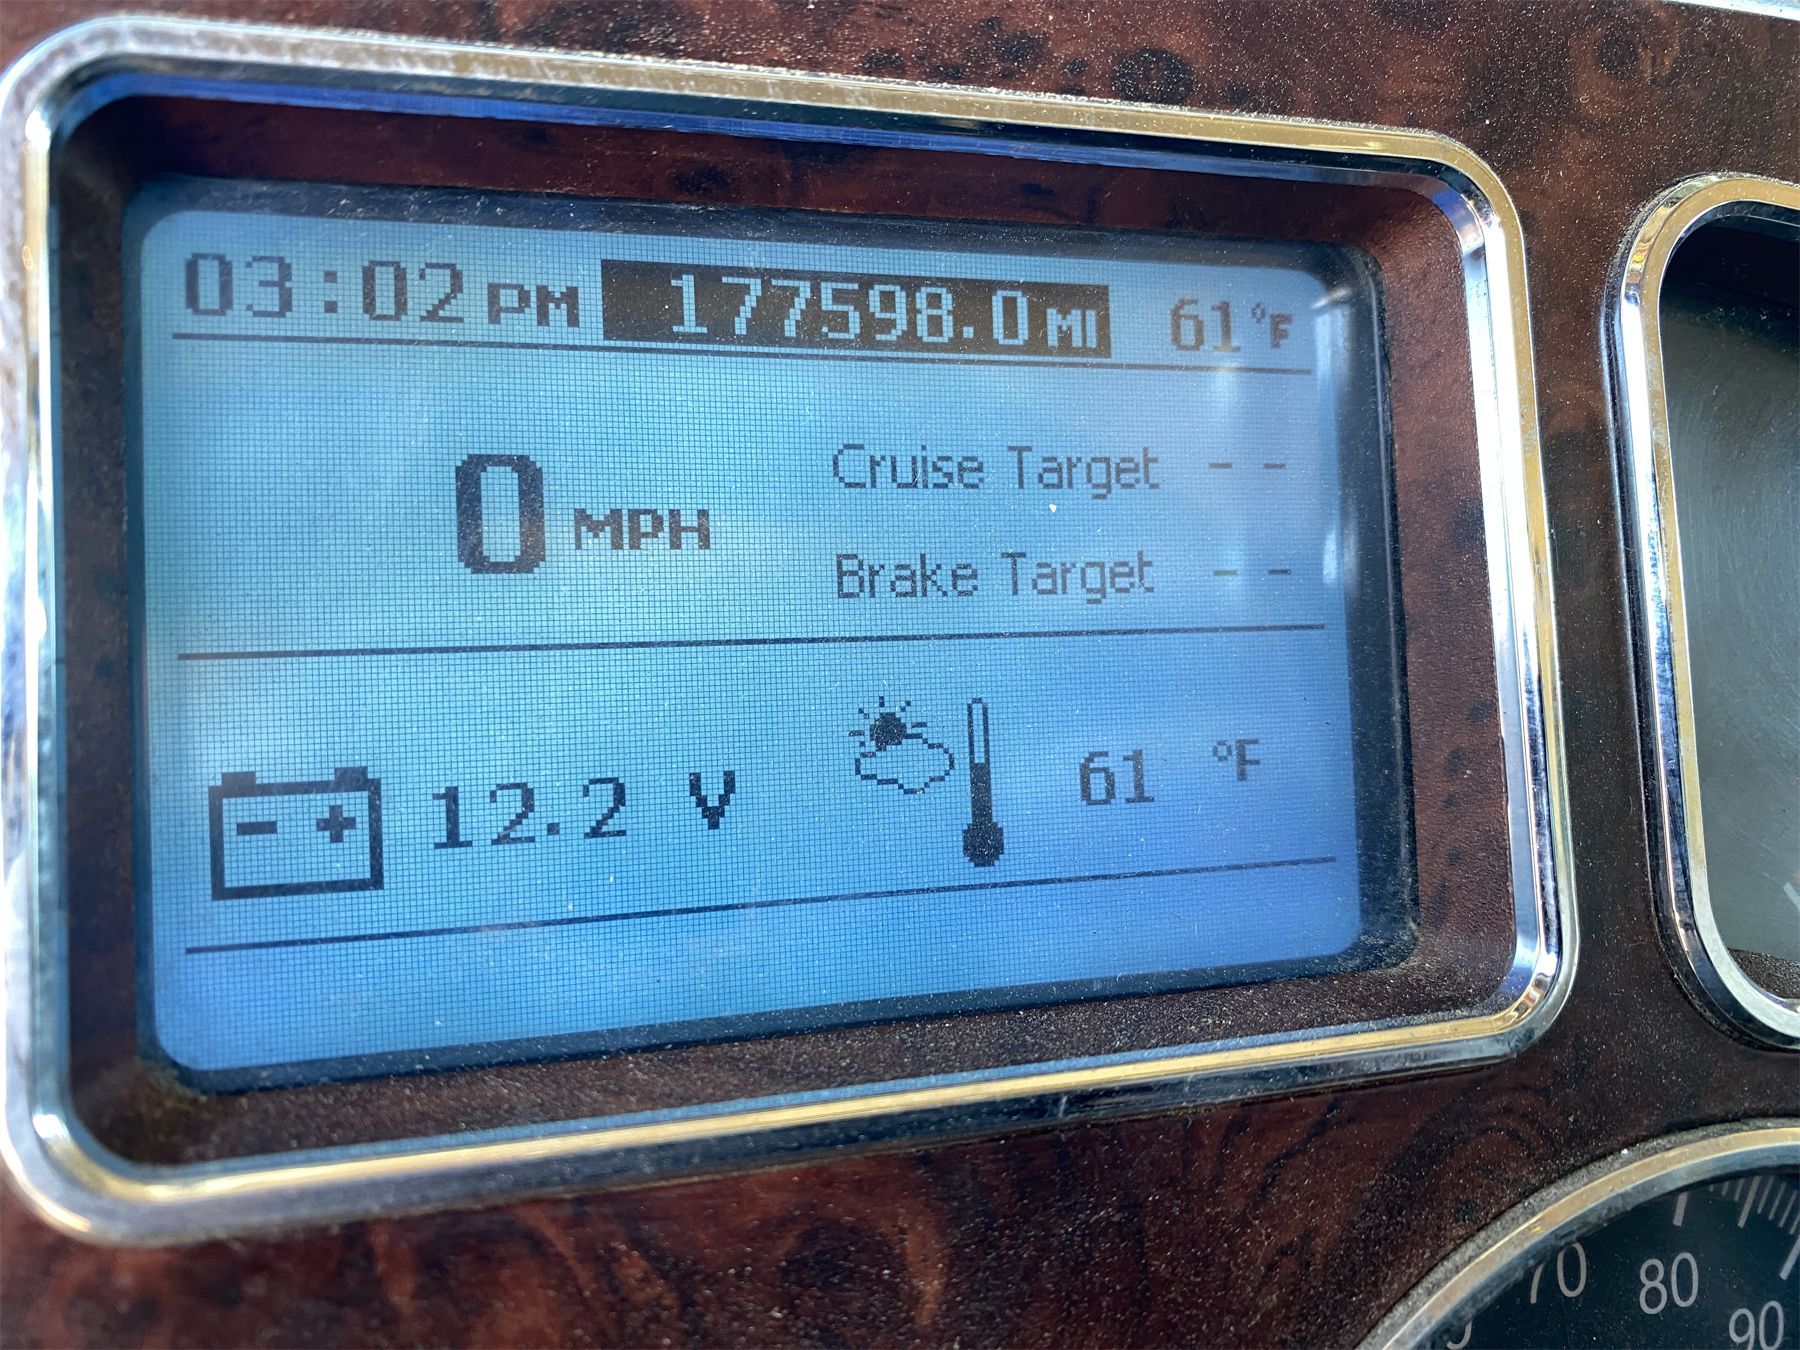 03:02 PM 177598.0 MI 61 °F
0 MPH
Cruise Target --
Brake Target --
- + 12.2 V 61 °F
70 80 90